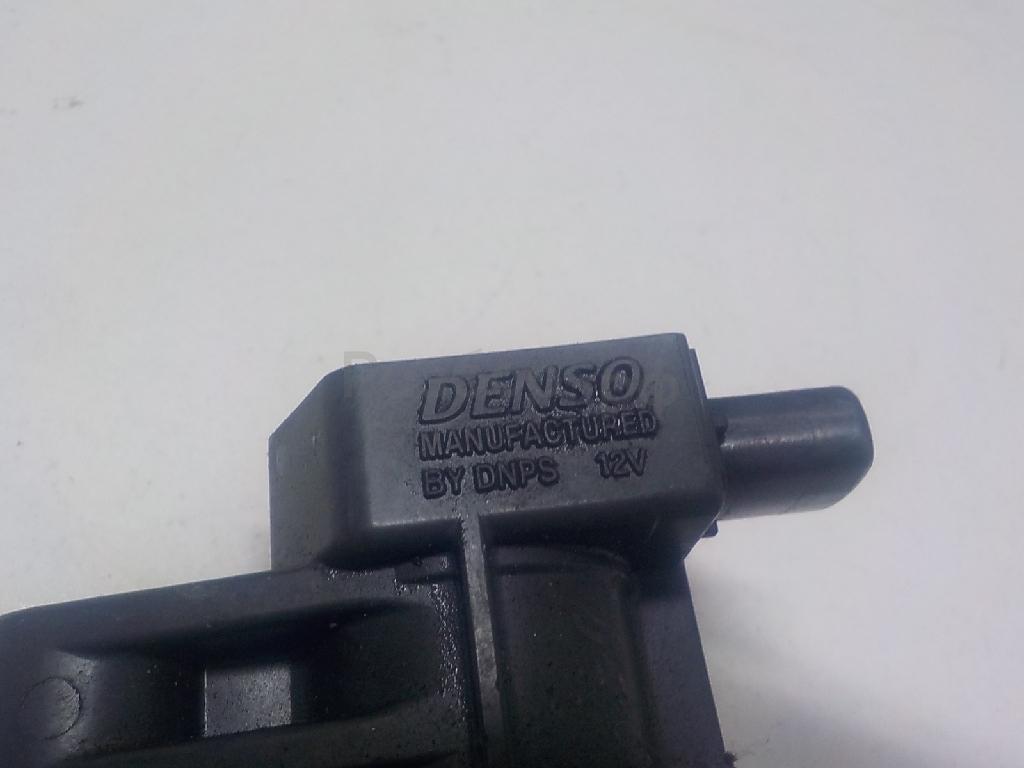 DENSO
MANUFACTURED
BY DNPS 12V